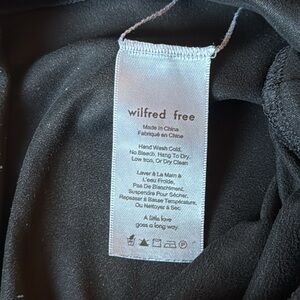 wilfred free
Made in China
Fabriqué en Chine
Hand Wash Cold,
No Bleach, Hang To Dry,
Low Iron, Or Dry Clean
Laver À La Main À
L'eau Froide,
Pas De Blanchiment,
Suspendre Pour Sécher,
Repasser À Basse Température,
Ou Nettoyer À Sec
A little love
goes a long way.